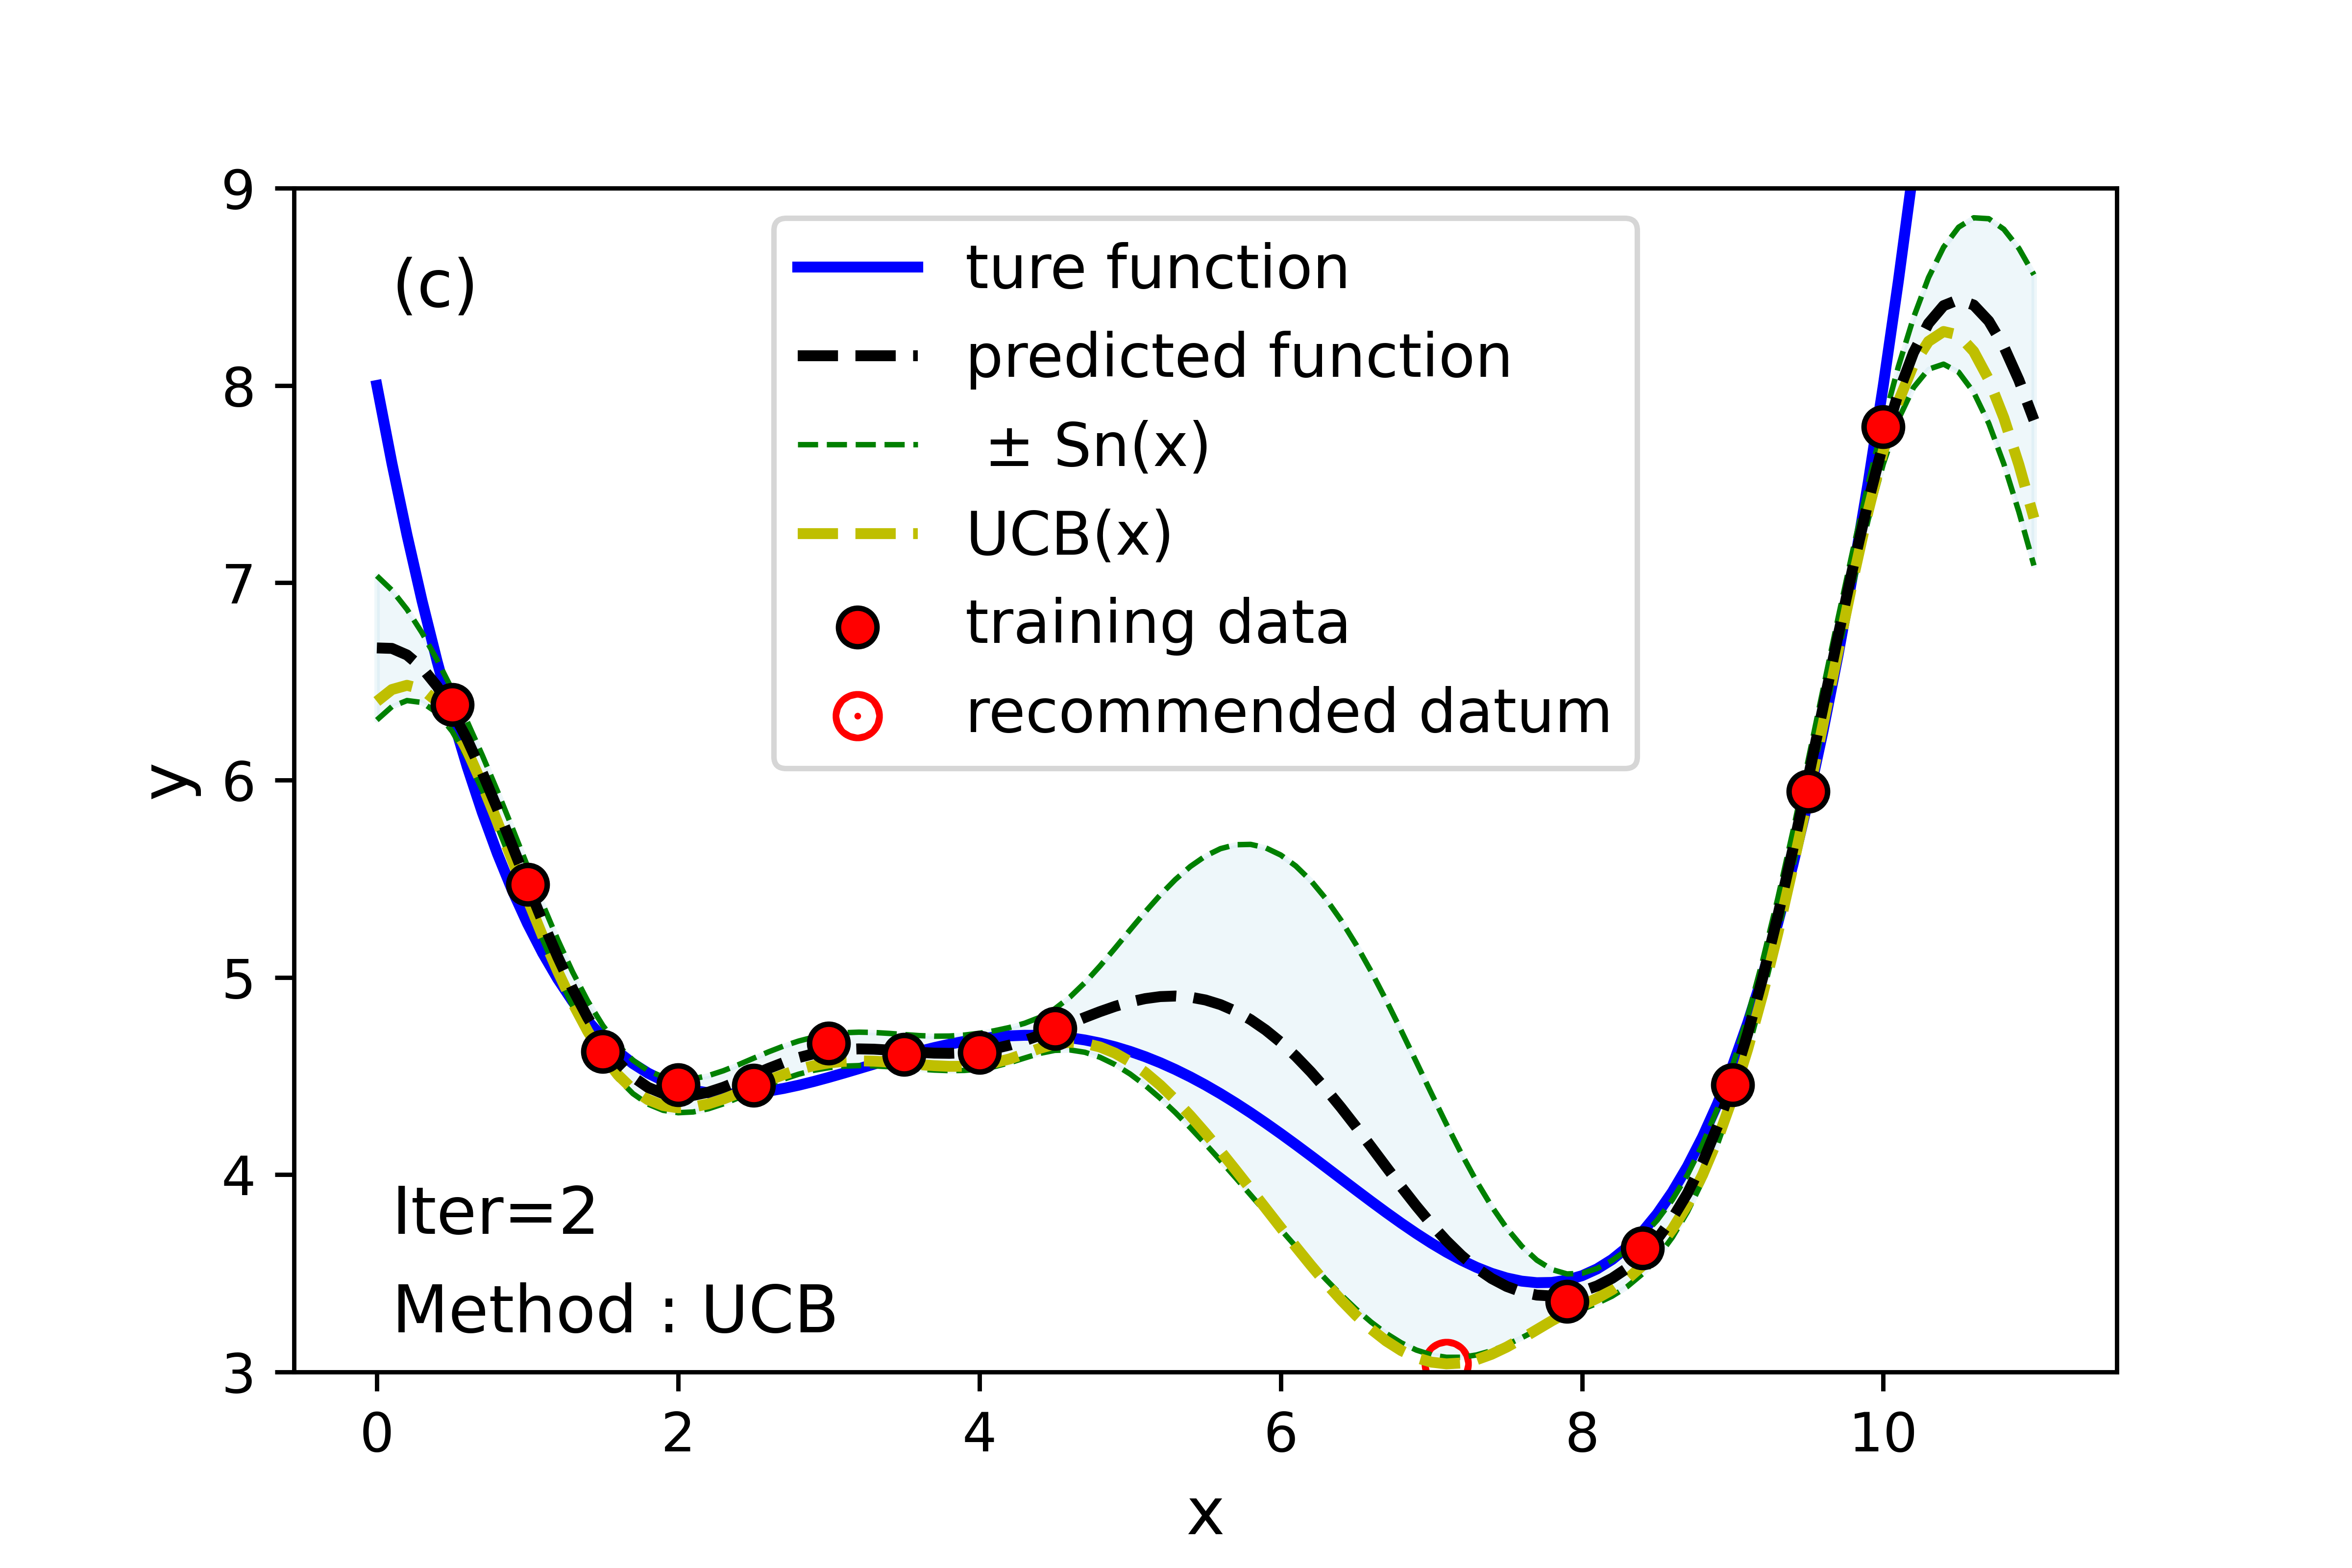 (c)
ture function
predicted function
± Sn(x)
UCB(x)
training data
recommended datum
Iter=2
Method : UCB
y
9
8
7
6
5
4
3
0 2 4 6 8 10
x